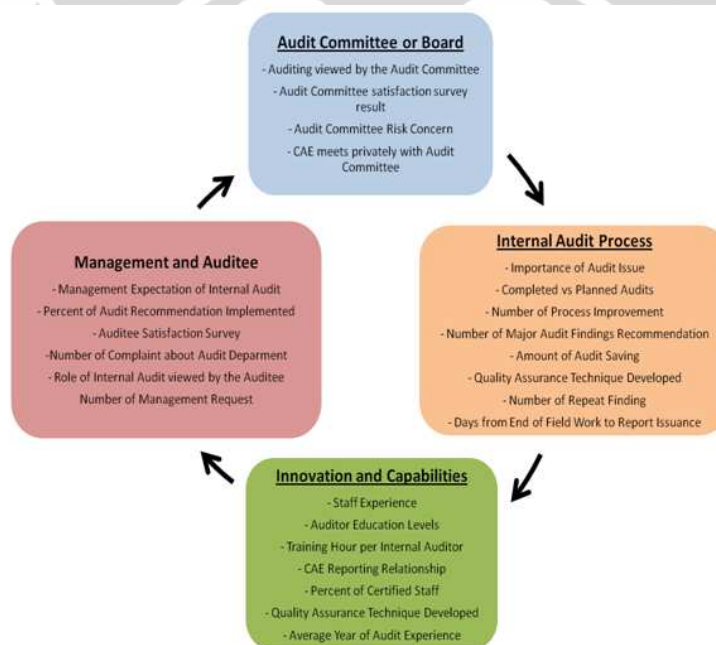 Audit Committee or Board
- Auditing viewed by the Audit Committee
- Audit Committee satisfaction survey
result
- Audit Committee Risk Concern
- CAE meets privately with Audit
Committee
Internal Audit Process
- Importance of Audit Issue
- Completed vs Planned Audits
- Number of Process Improvement
- Number of Major Audit Findings Recommendation
- Amount of Audit Saving
- Quality Assurance Technique Developed
- Number of Repeat Finding
- Days from End of Field Work to Report Issuance
Innovation and Capabilities
- Staff Experience
- Auditor Education Levels
- Training Hour per Internal Auditor
- CAE Reporting Relationship
- Percent of Certified Staff
- Quality Assurance Technique Developed
- Average Year of Audit Experience
Management and Auditee
- Management Expectation of Internal Audit
- Percent of Audit Recommendation Implemented
- Auditee Satisfaction Survey
-Number of Complaint about Audit Deparment
- Role of Internal Audit viewed by the Auditee
Number of Management Request